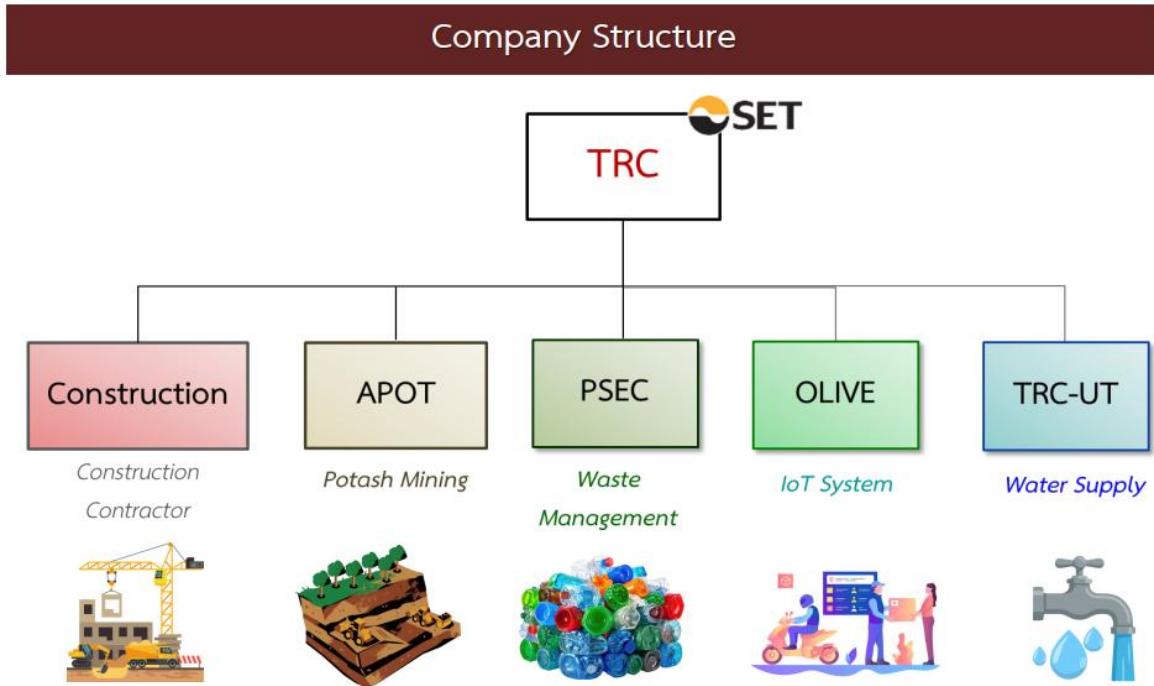 Company Structure
SET
TRC
Construction
APOT
PSEC
OLIVE
TRC-UT
Construction
Contractor
Potash Mining
Waste
Management
IoT System
Water Supply